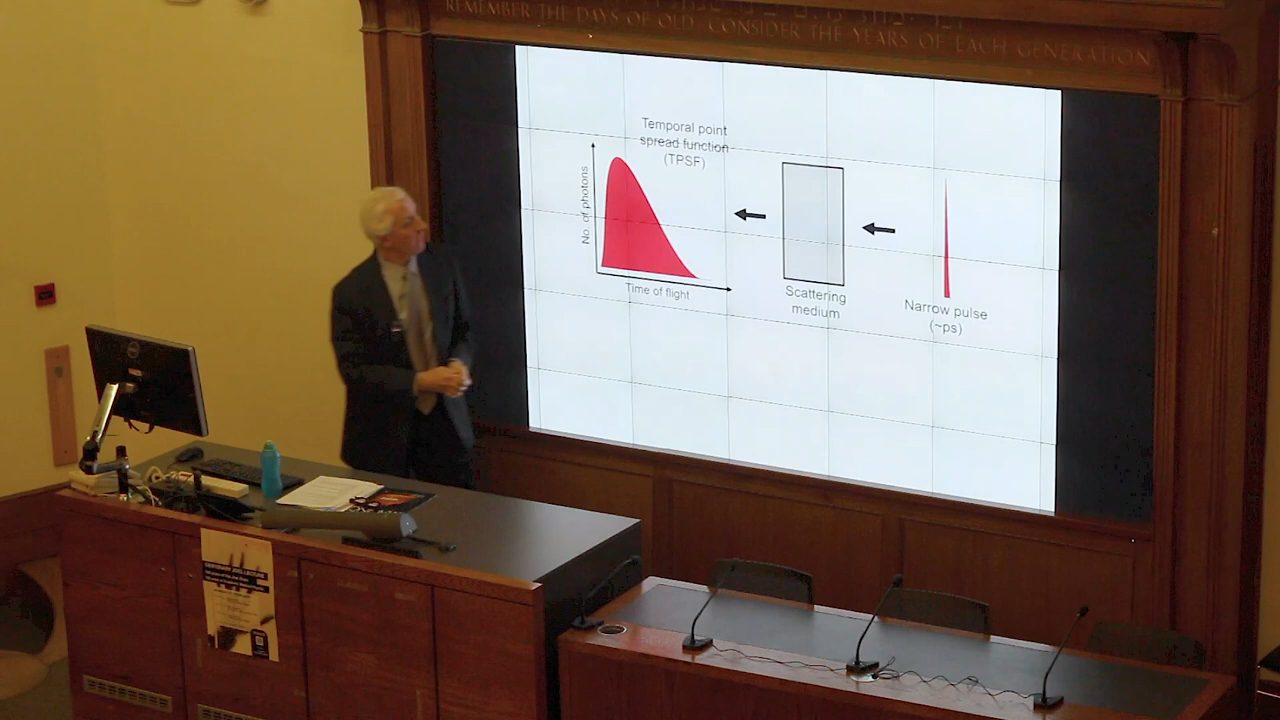 REMEMBER THE DAYS OF OLD, CONSIDER THE YEARS OF EACH GENERATION
Temporal point
spread function
(TPSF)
No. of photons
Time of flight
Scattering
medium
Narrow pulse
(~ps)